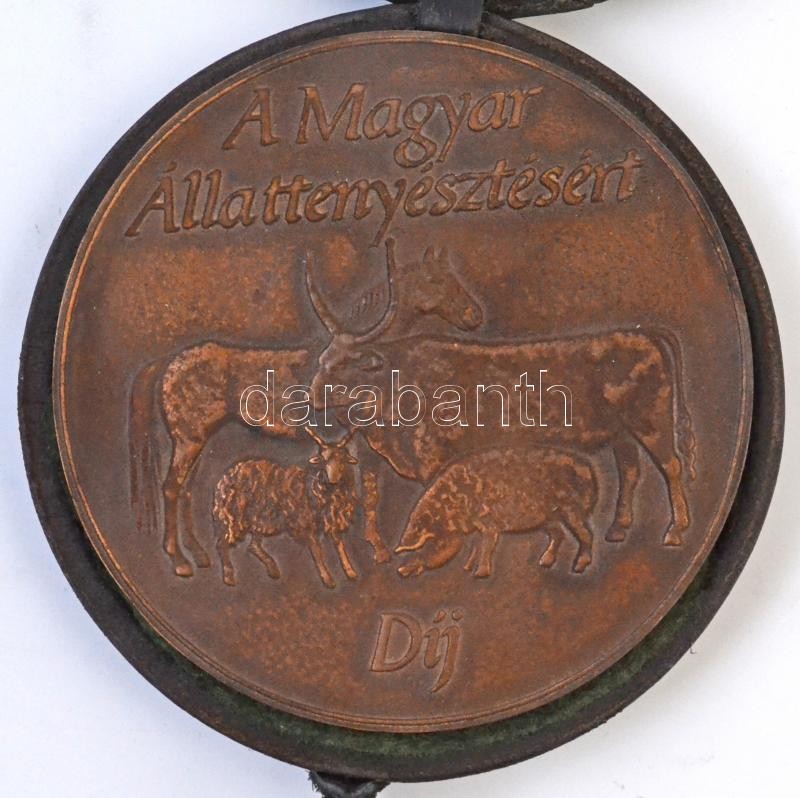 A Magyar
Állattenyésztésért
darabanth
Díj